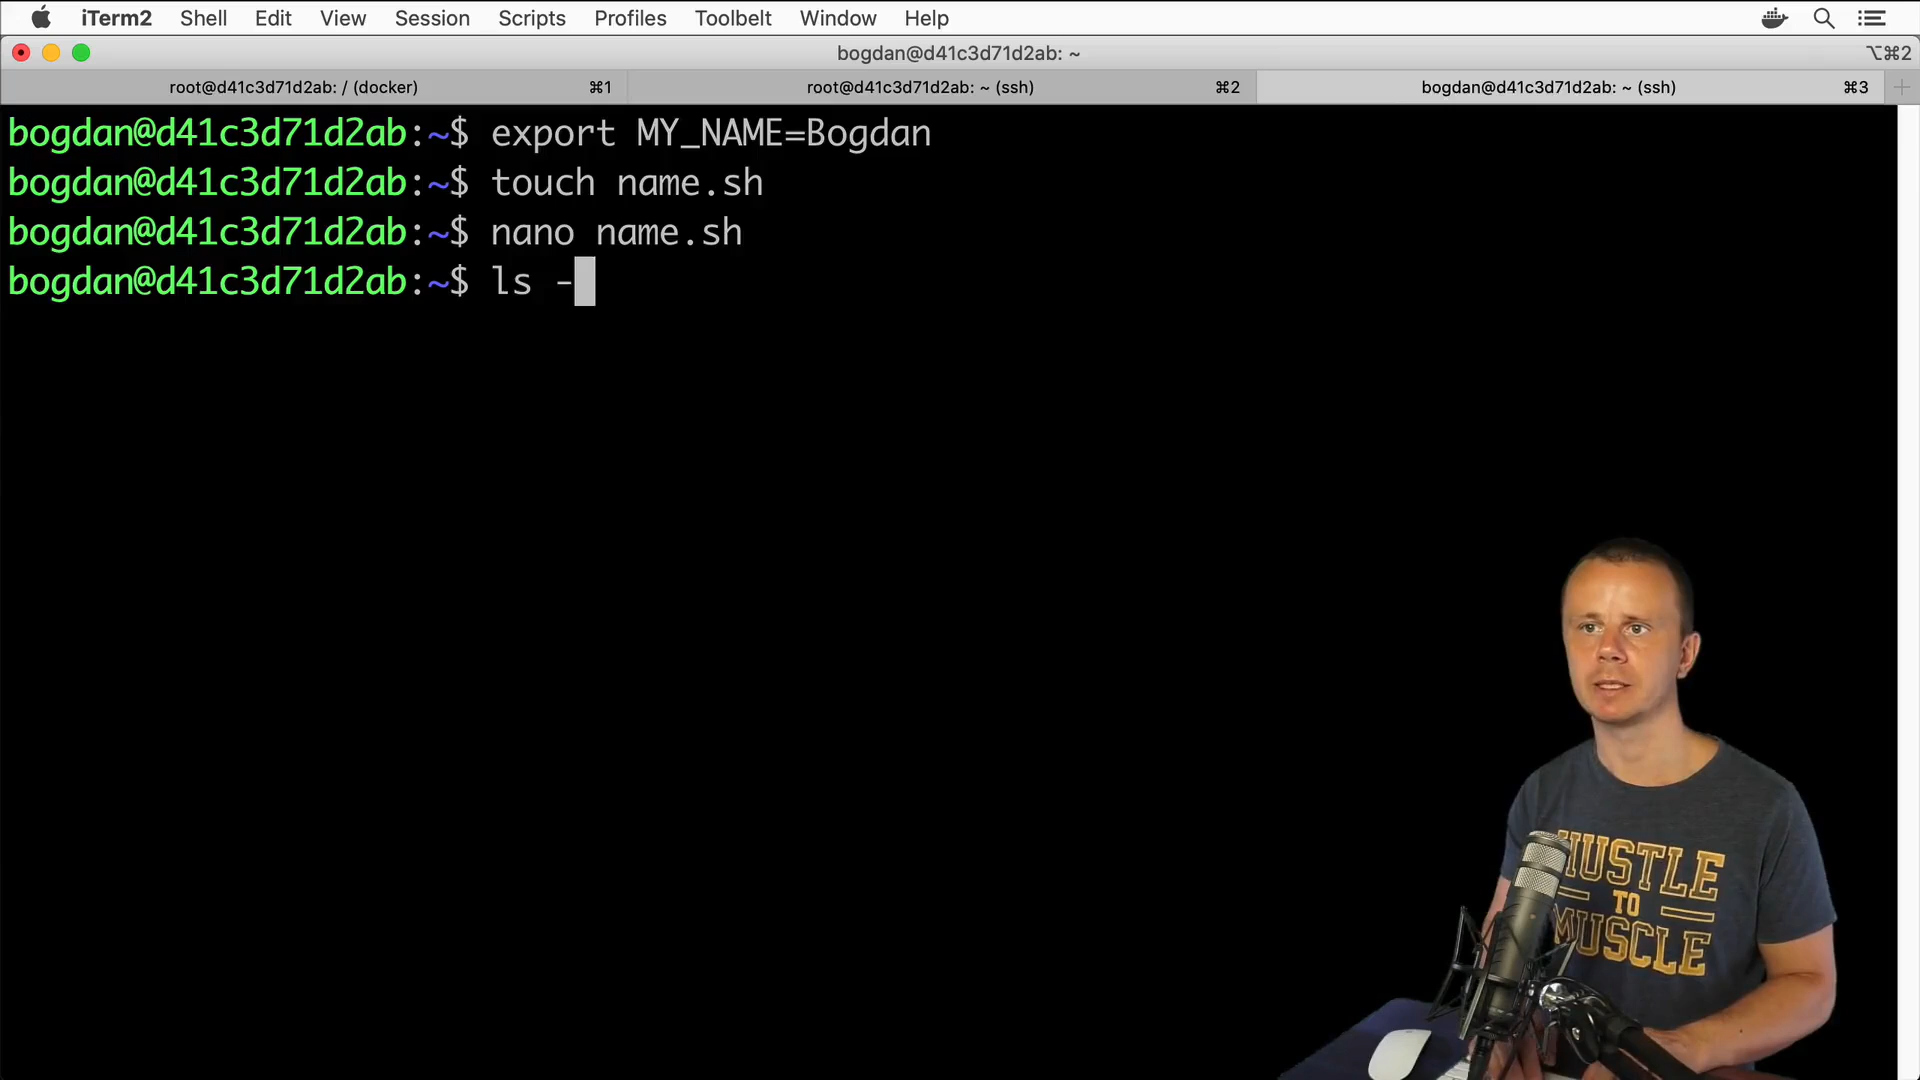 iTerm2 Shell Edit View Session Scripts Profiles Toolbelt Window Help
bogdan@d41c3d71d2ab: ~ ⌥⌘2
root@d41c3d71d2ab: / (docker) ⌘1 root@d41c3d71d2ab: ~ (ssh) ⌘2 bogdan@d41c3d71d2ab: ~ (ssh) ⌘3
bogdan@d41c3d71d2ab:~$ export MY_NAME=Bogdan
bogdan@d41c3d71d2ab:~$ touch name.sh
bogdan@d41c3d71d2ab:~$ nano name.sh
bogdan@d41c3d71d2ab:~$ ls -
HUSTLE
TO
MUSCLE